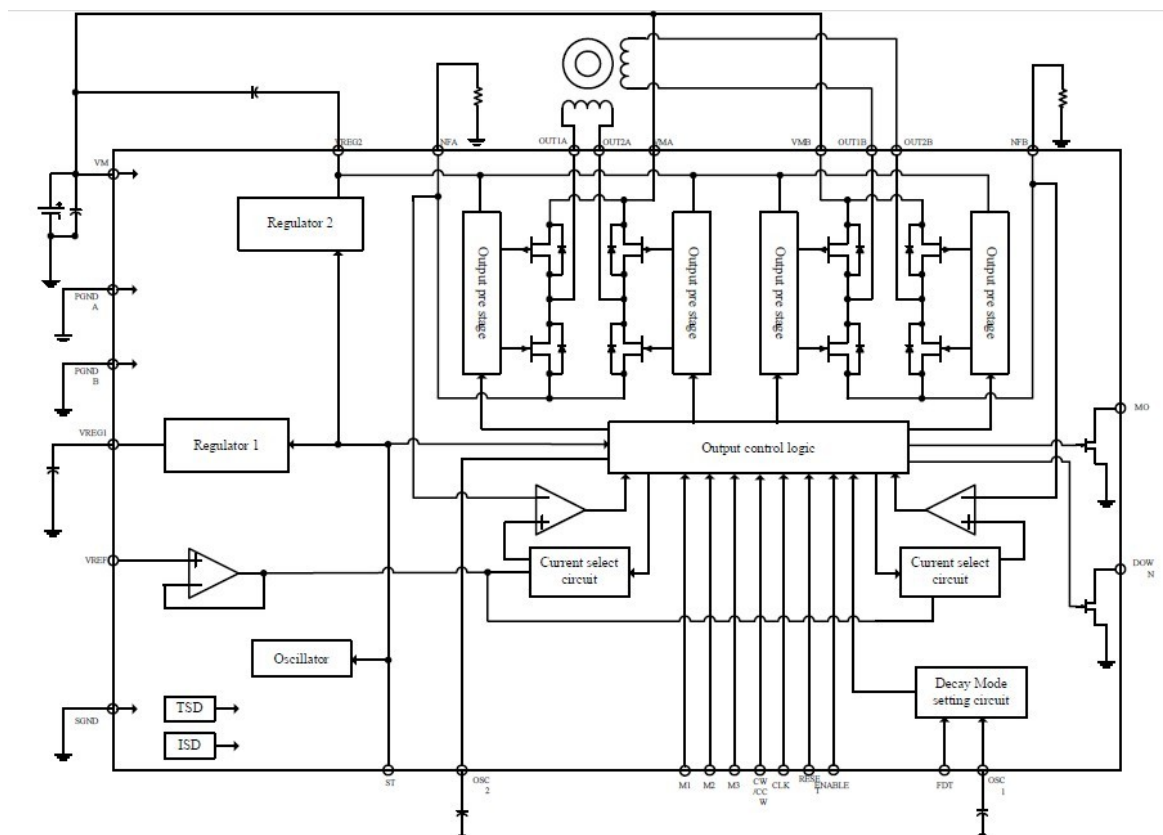 VREG2
NFA
OUT1A
OUT2A
VMA
VMB
OUT1B
OUT2B
NFB
VM
Regulator 2
Output pre stage
Output pre stage
Output pre stage
Output pre stage
PGND
A
PGND
B
MO
VREG1
Regulator 1
Output control logic
VREF
Current select
circuit
Current select
circuit
DOW
N
Oscillator
Decay Mode
setting circuit
TSD
SGND
ISD
ST
OSC
2
M1
M2
M3
CW
/CC
W
CLK
RESE
T
ENABLE
FDT
OSC
1